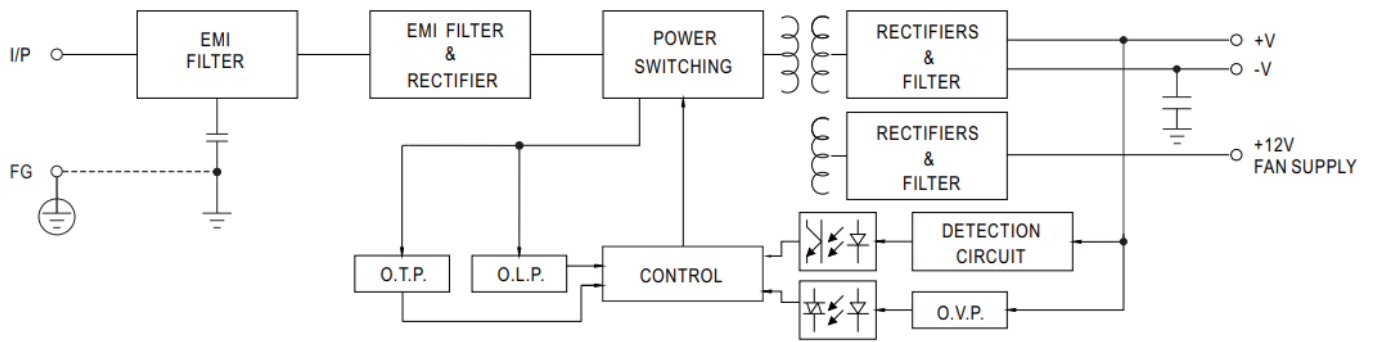 I/P
EMI
FILTER
EMI FILTER
&
RECTIFIER
POWER
SWITCHING
RECTIFIERS
&
FILTER
+V
-V
RECTIFIERS
&
FILTER
+12V
FAN SUPPLY
FG
DETECTION
CIRCUIT
O.T.P.
O.L.P.
CONTROL
O.V.P.